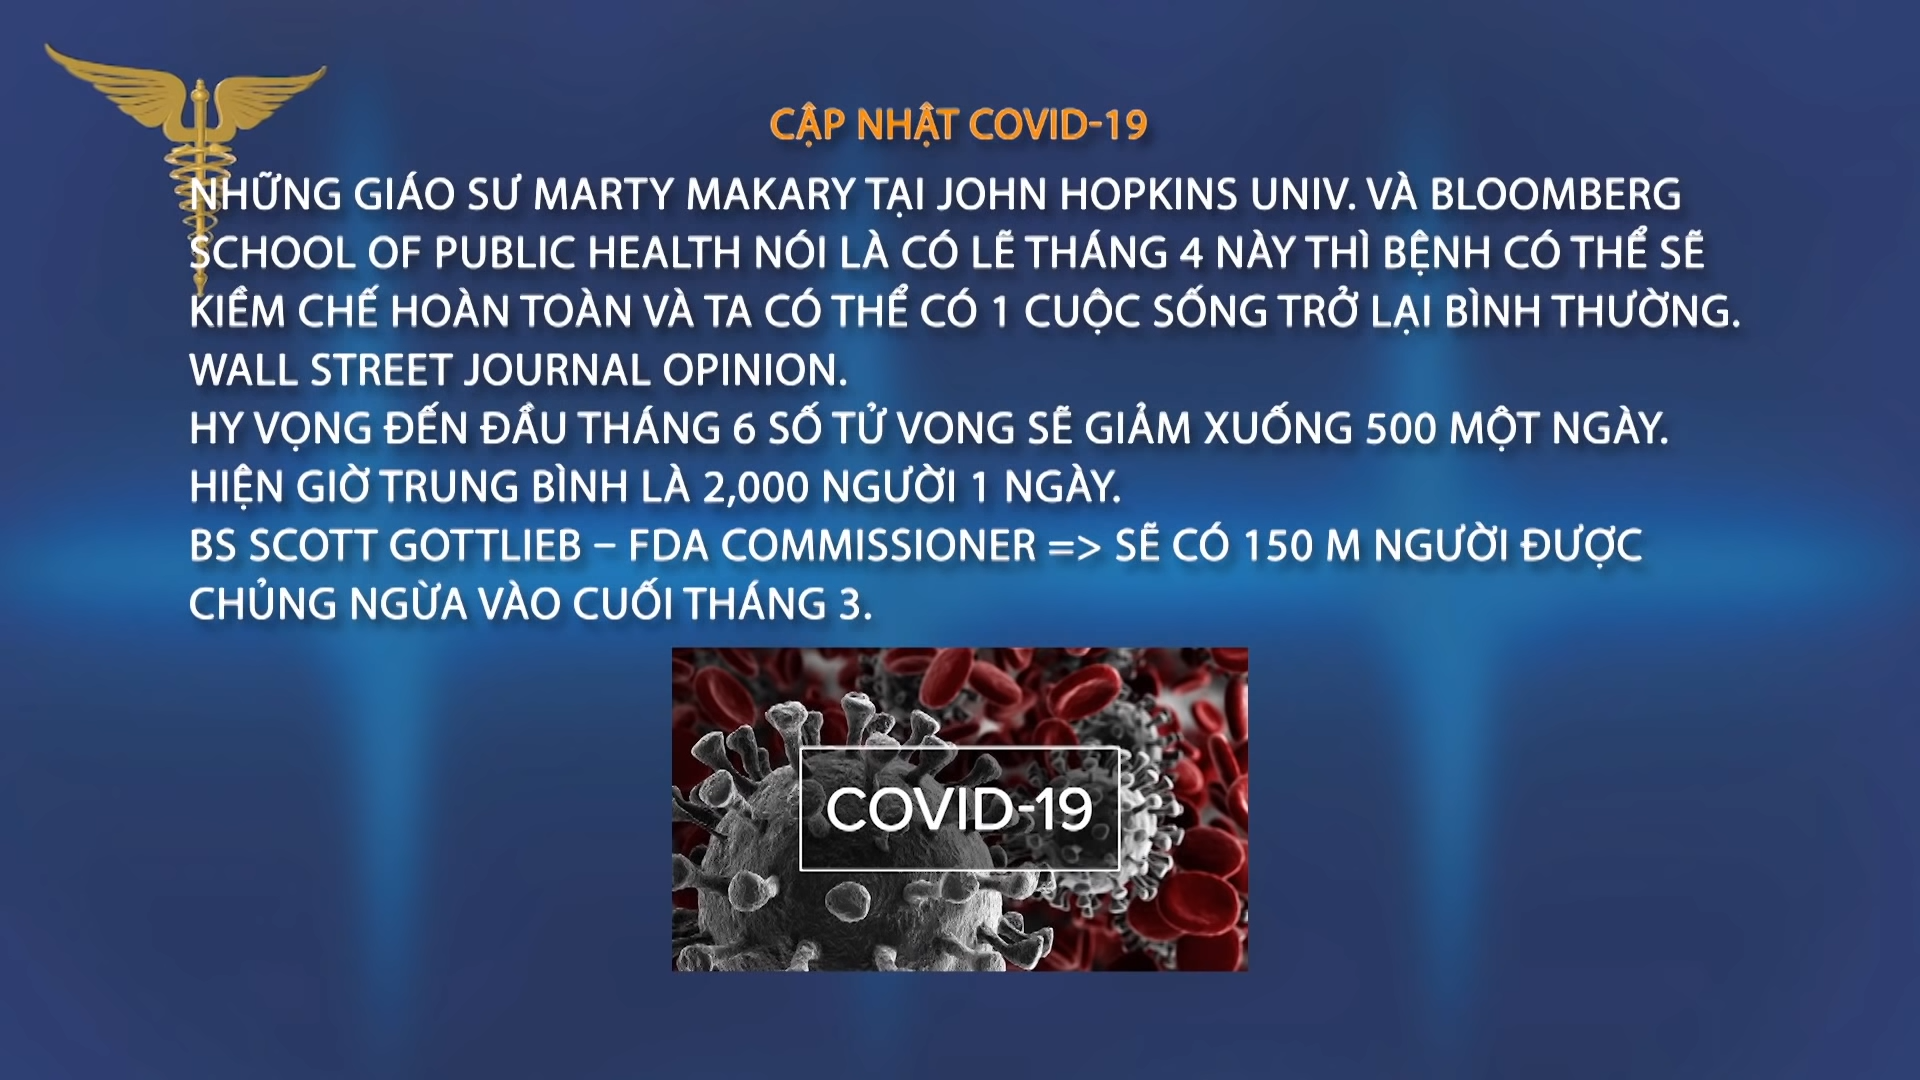 CẬP NHẬT COVID-19
NHỮNG GIÁO SƯ MARTY MAKARY TẠI JOHN HOPKINS UNIV. VÀ BLOOMBERG
SCHOOL OF PUBLIC HEALTH NÓI LÀ CÓ LẼ THÁNG 4 NÀY THÌ BỆNH CÓ THỂ SẼ
KIỀM CHẾ HOÀN TOÀN VÀ TA CÓ THỂ CÓ 1 CUỘC SỐNG TRỞ LẠI BÌNH THƯỜNG.
WALL STREET JOURNAL OPINION.
HY VỌNG ĐẾN ĐẦU THÁNG 6 SỐ TỬ VONG SẼ GIẢM XUỐNG 500 MỘT NGÀY.
HIỆN GIỜ TRUNG BÌNH LÀ 2,000 NGƯỜI 1 NGÀY.
BS SCOTT GOTTLIEB – FDA COMMISSIONER => SẼ CÓ 150 M NGƯỜI ĐƯỢC
CHỦNG NGỪA VÀO CUỐI THÁNG 3.
COVID-19